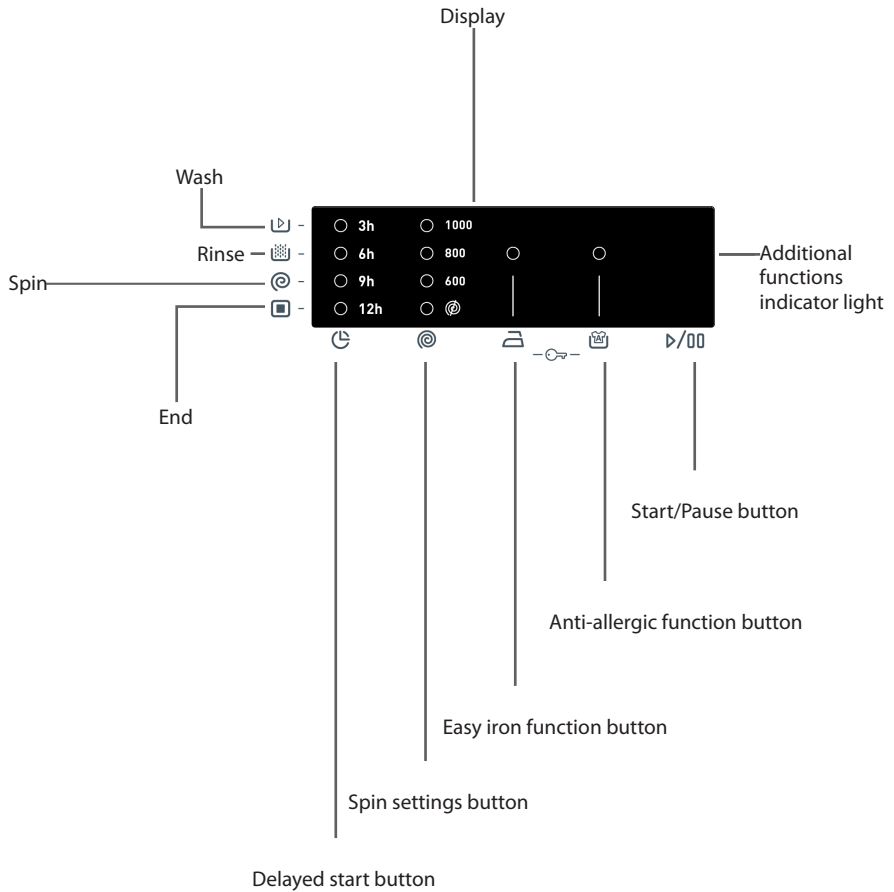 Display
Wash
3h 1000
Rinse 6h 800
Additional
functions
indicator light
Spin 9h 600
12h
End
Start/Pause button
Anti-allergic function button
Easy iron function button
Spin settings button
Delayed start button